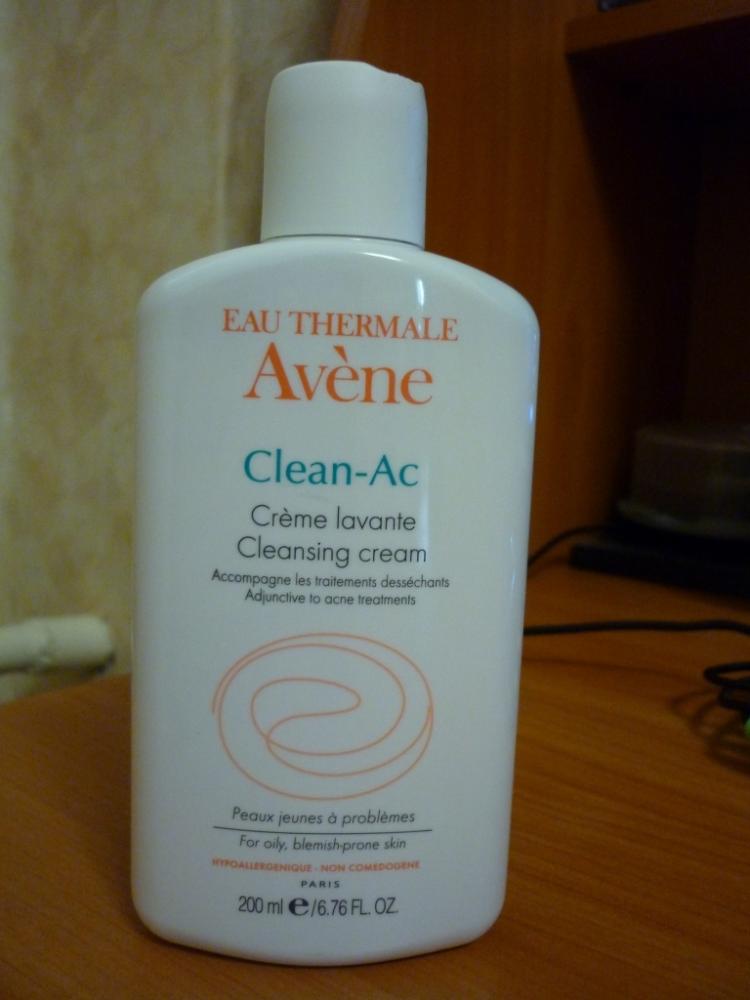 EAU THERMALE
Avène
Clean-Ac
Crème lavante
Cleansing cream
Accompagne les traitements desséchants
Adjunctive to acne treatments
Peaux jeunes à problèmes
For oily, blemish-prone skin
HYPOALLERGENIQUE - NON COMEDOGENE
PARIS
200 ml e/6.76 FL. OZ.